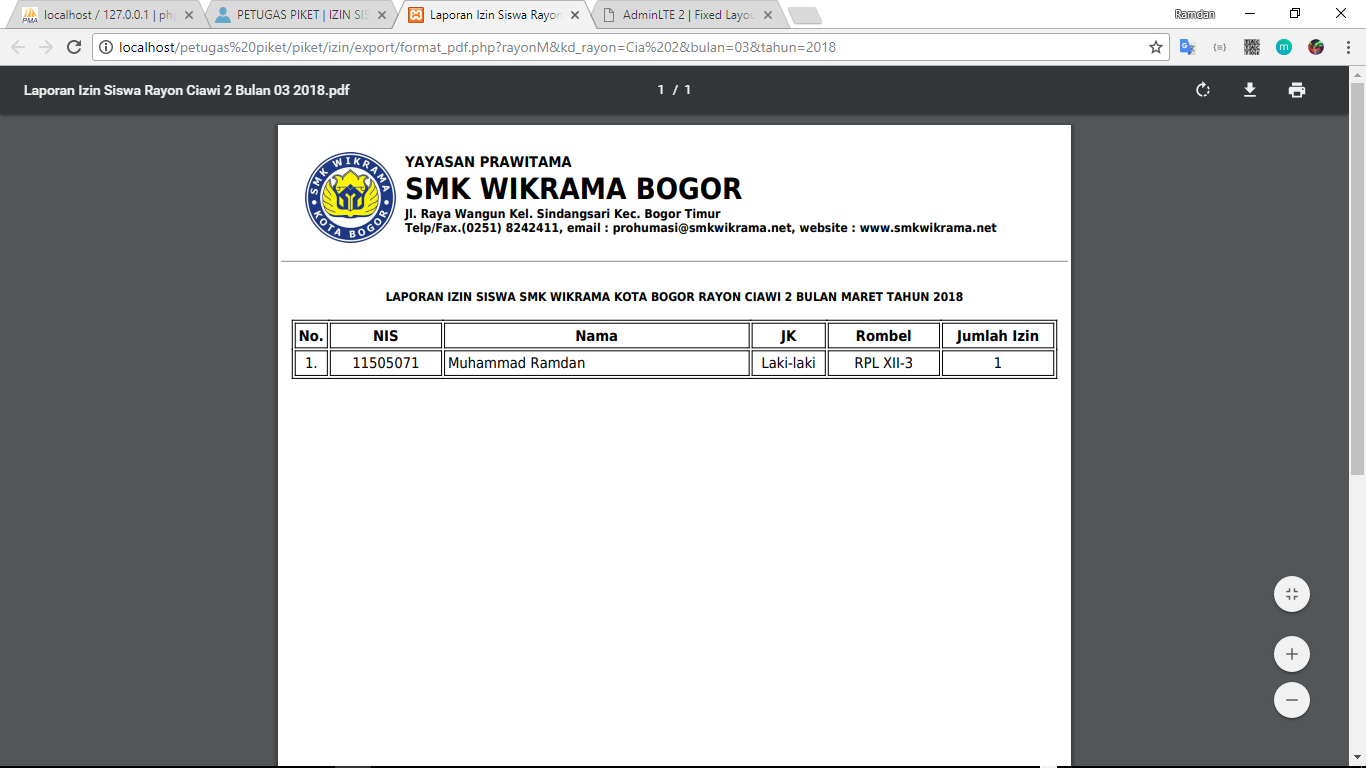 localhost / 127.0.0.1 | ph
PETUGAS PIKET | IZIN SIS
Laporan Izin Siswa Rayon
AdminLTE 2 | Fixed Layou
Ramdan
localhost/petugas%20piket/piket/izin/export/format_pdf.php?rayonM&kd_rayon=Cia%202&bulan=03&tahun=2018
Laporan Izin Siswa Rayon Ciawi 2 Bulan 03 2018.pdf
1 / 1
SMK WIKRAMA
KOTA BOGOR
YAYASAN PRAWITAMA
SMK WIKRAMA BOGOR
Jl. Raya Wangun Kel. Sindangsari Kec. Bogor Timur
Telp/Fax.(0251) 8242411, email : prohumasi@smkwikrama.net, website : www.smkwikrama.net
LAPORAN IZIN SISWA SMK WIKRAMA KOTA BOGOR RAYON CIAWI 2 BULAN MARET TAHUN 2018
No. NIS Nama JK Rombel Jumlah Izin
1. 11505071 Muhammad Ramdan Laki-laki RPL XII-3 1